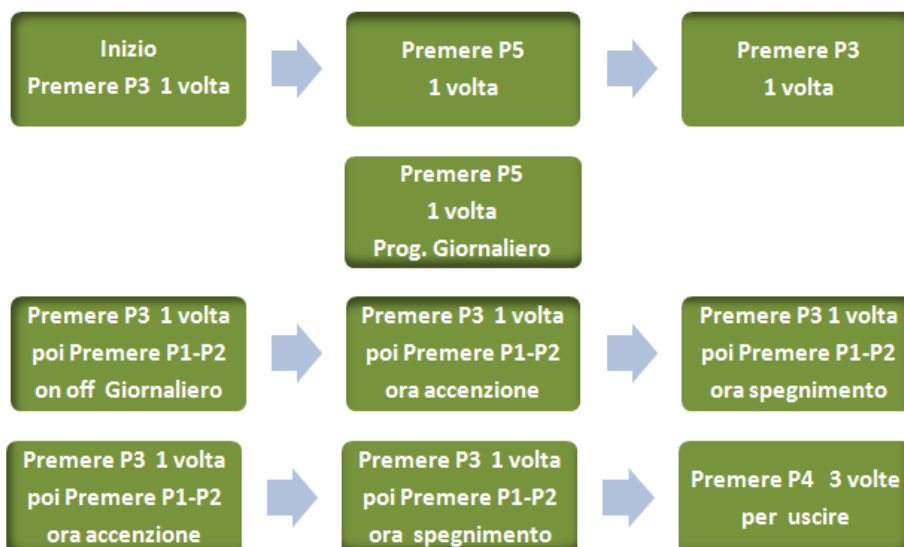 Inizio
Premere P3 1 volta
Premere P5
1 volta
Premere P3
1 volta
Premere P5
1 volta
Prog. Giornaliero
Premere P3 1 volta
poi Premere P1-P2
on off Giornaliero
Premere P3 1 volta
poi Premere P1-P2
ora accenzione
Premere P3 1 volta
poi Premere P1-P2
ora spegnimento
Premere P3 1 volta
poi Premere P1-P2
ora accenzione
Premere P3 1 volta
poi Premere P1-P2
ora spegnimento
Premere P4 3 volte
per uscire